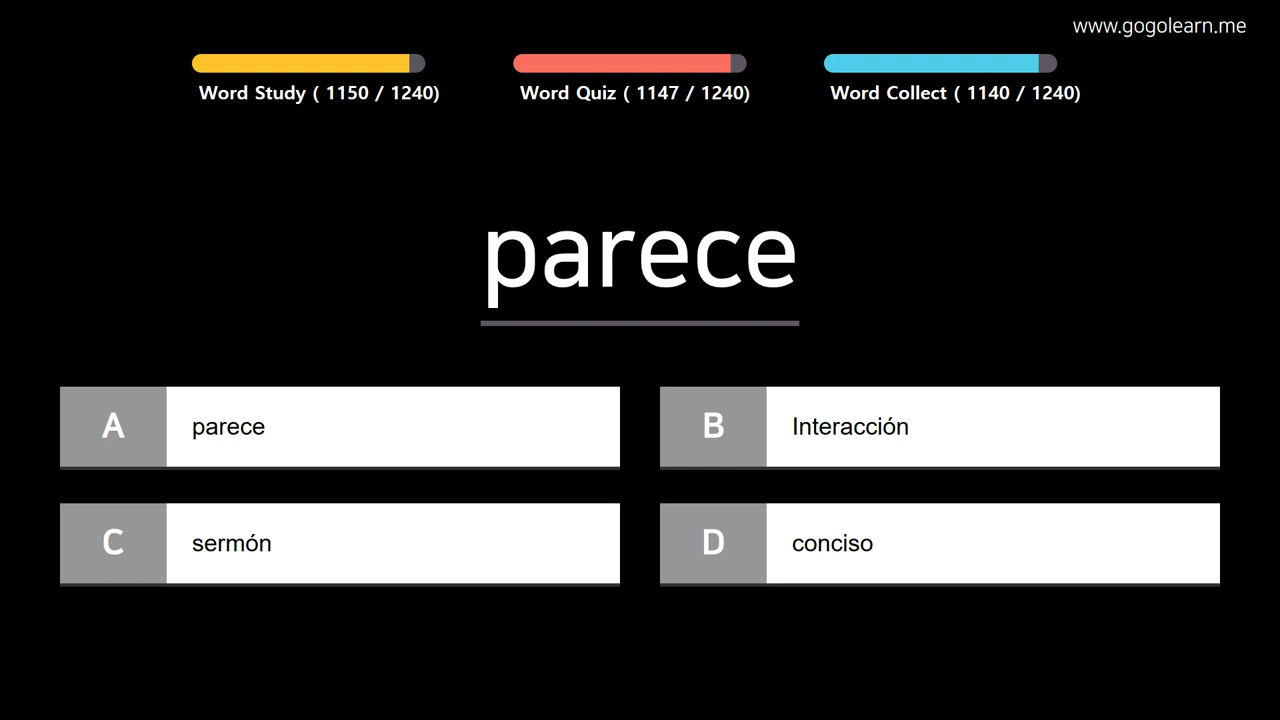 www.gogolearn.me
Word Study ( 1150 / 1240)
Word Quiz ( 1147 / 1240)
Word Collect ( 1140 / 1240)
parece
A parece
B Interacción
C sermón
D conciso